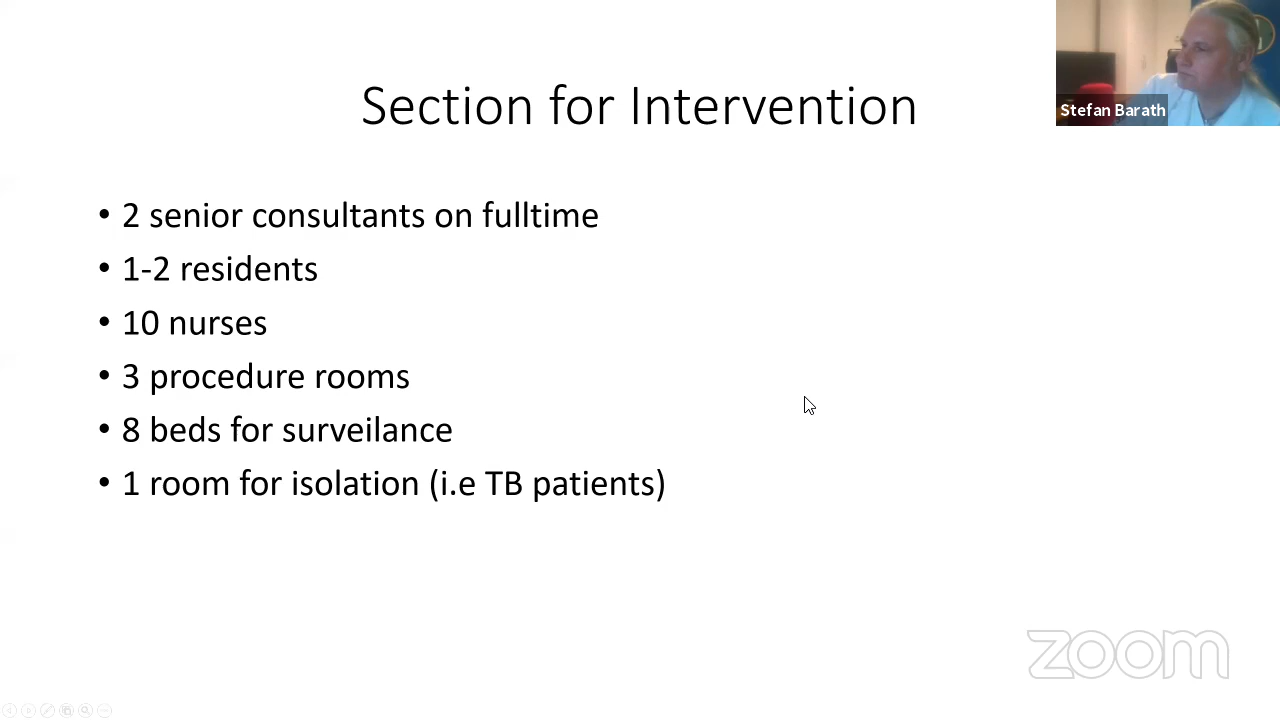 Section for Intervention
Stefan Barath
• 2 senior consultants on fulltime
• 1-2 residents
• 10 nurses
• 3 procedure rooms
• 8 beds for surveilance
• 1 room for isolation (i.e TB patients)
zoom